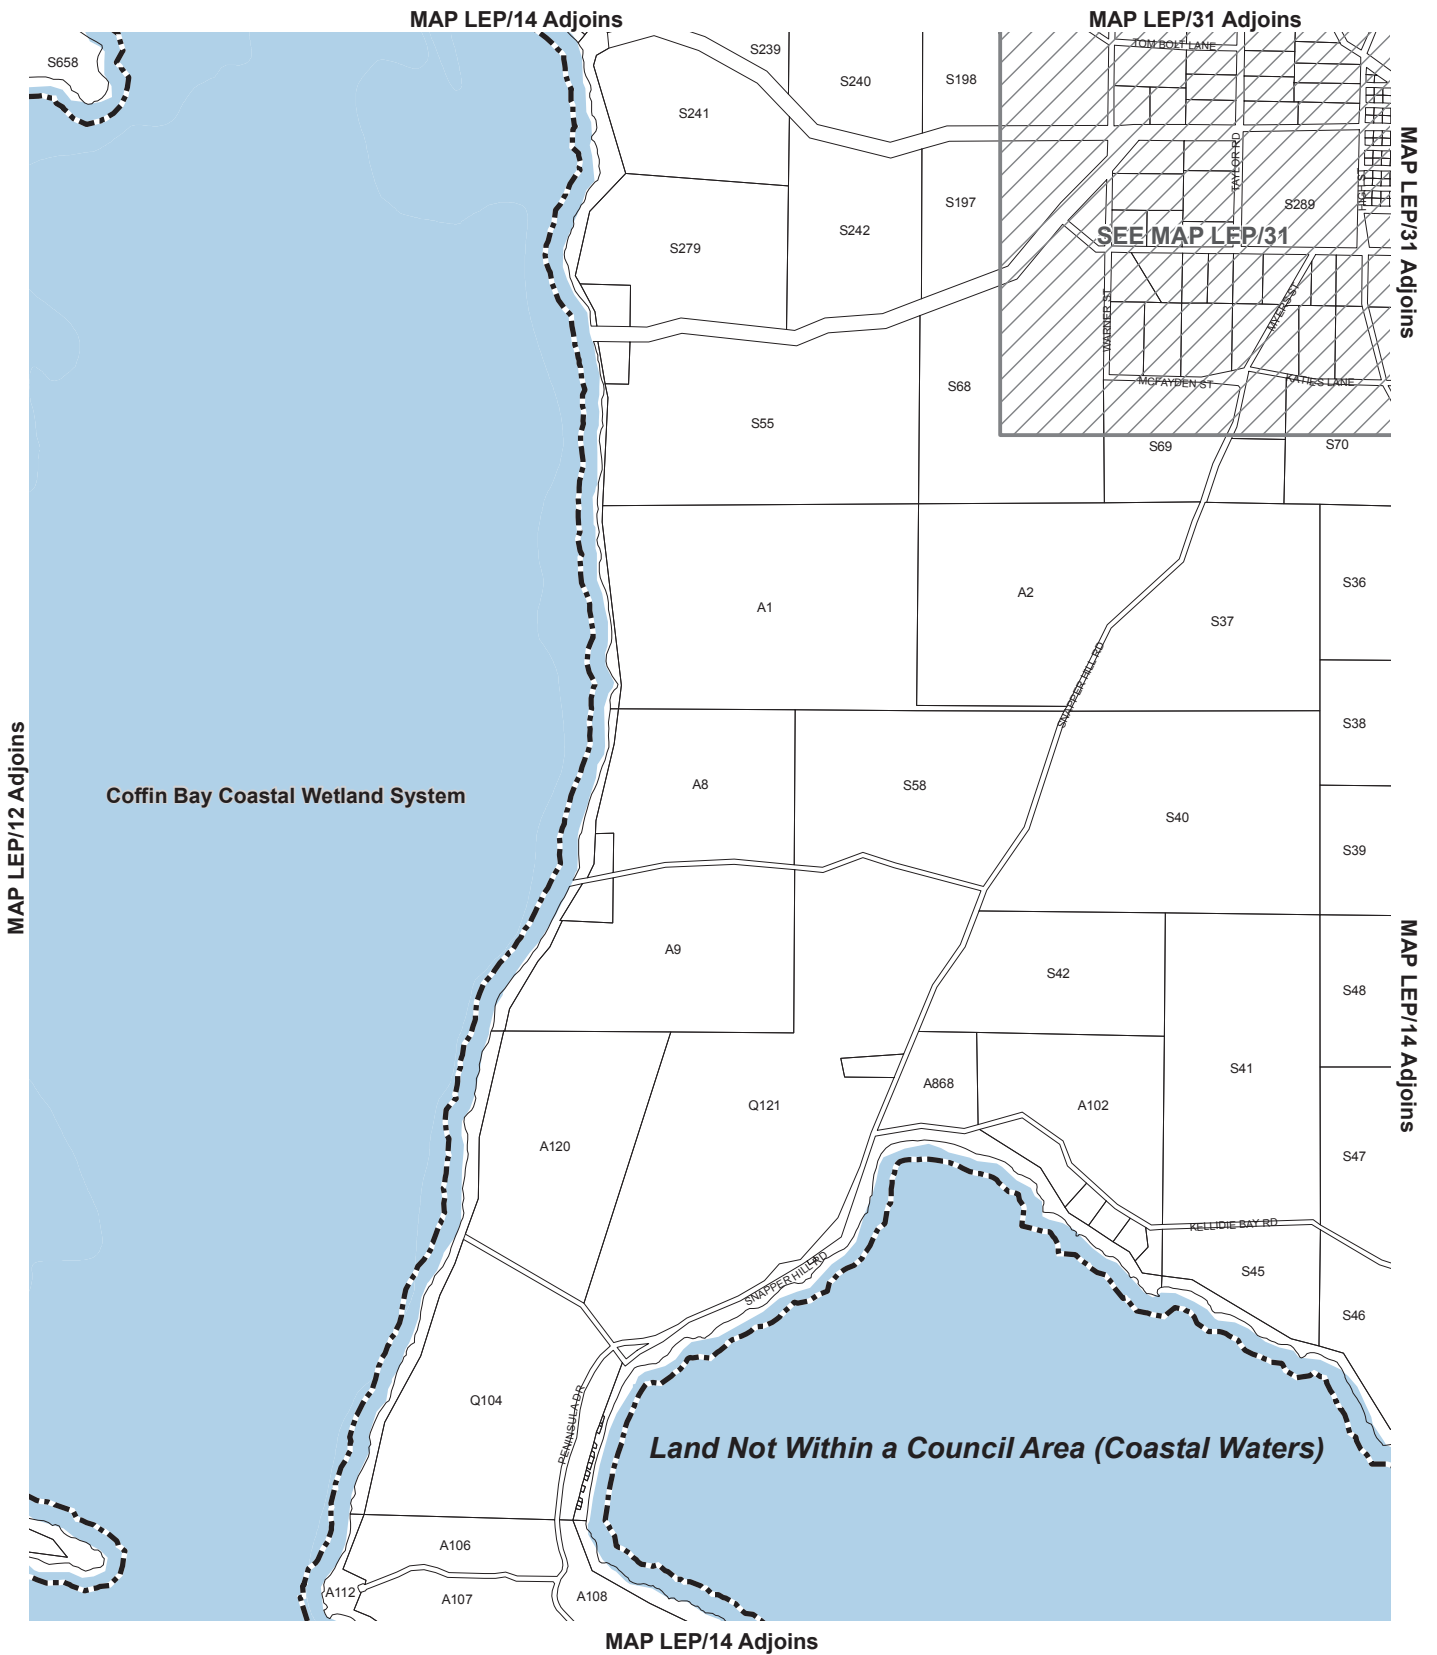 MAP LEP/14 Adjoins
MAP LEP/31 Adjoins
S658
S239
S240
S198
TOM BOLT LANE
S241
TAYLOR RD
MAP LEP/31 Adjoins
S197
S289
S242
SEE MAP LEP/31
S279
WARNER ST
MYERS ST
S68
MCFAYDEN ST
KATIES LANE
S55
S69
S70
S36
A2
A1
S37
SNAPPER HILL RD
S38
MAP LEP/12 Adjoins
A8
S58
Coffin Bay Coastal Wetland System
S40
S39
A9
S42
S48
MAP LEP/14 Adjoins
S41
A868
Q121
A102
A120
S47
KELLIDIE BAY RD
SNAPPER HILL RD
S45
S46
Q104
PENINSULA DR
Land Not Within a Council Area (Coastal Waters)
A106
A112
A107
A108
MAP LEP/14 Adjoins